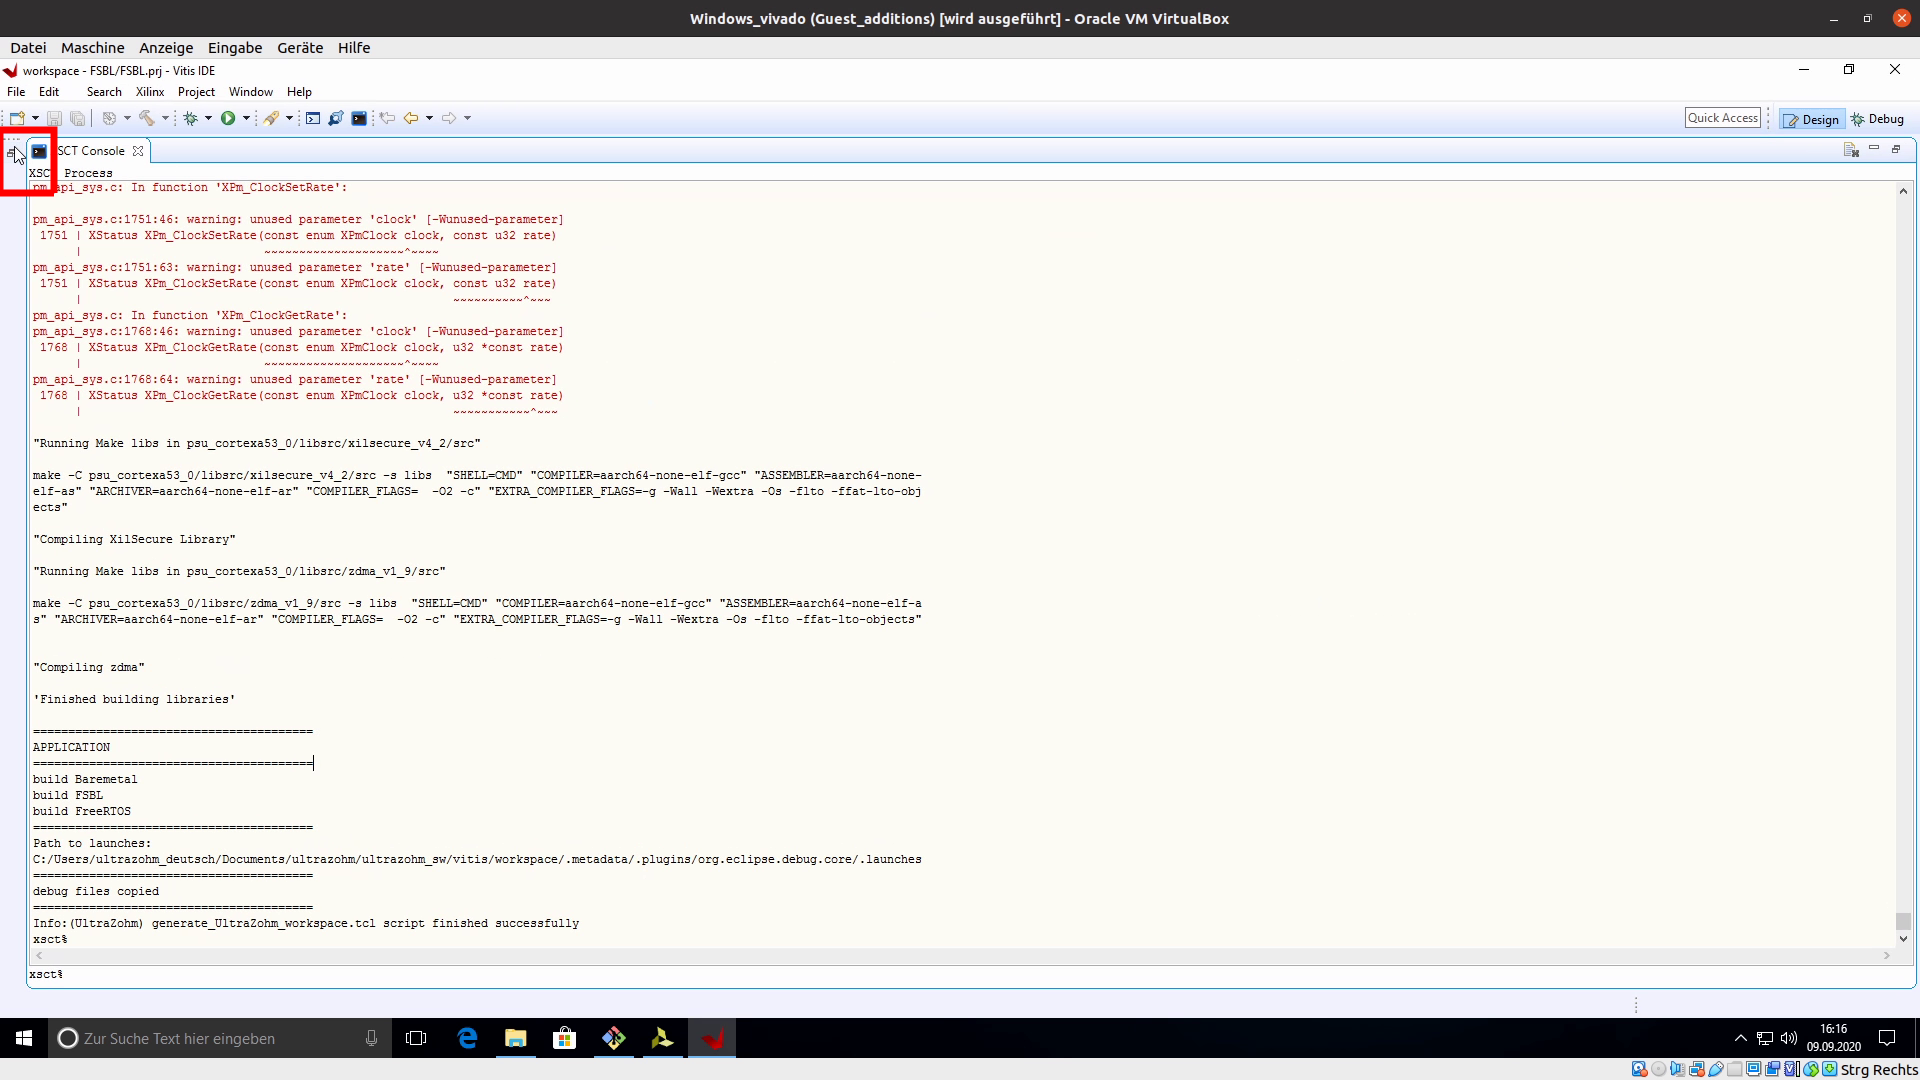 Windows_vivado (Guest_additions) [wird ausgeführt] - Oracle VM VirtualBox
Datei Maschine Anzeige Eingabe Geräte Hilfe
workspace - FSBL/FSBL.prj - Vitis IDE
File Edit Search Xilinx Project Window Help
Quick Access Design Debug
SCT Console
XSC Process
pm_api_sys.c: In function 'XPm_ClockSetRate':
pm_api_sys.c:1751:46: warning: unused parameter 'clock' [-Wunused-parameter]
1751 | XStatus XPm_ClockSetRate(const enum XPmClock clock, const u32 rate)
| ~~~~~~~~~~~~~~~~~~~~^~~~~
pm_api_sys.c:1751:63: warning: unused parameter 'rate' [-Wunused-parameter]
1751 | XStatus XPm_ClockSetRate(const enum XPmClock clock, const u32 rate)
| ~~~~~~~~~~^~~~
pm_api_sys.c: In function 'XPm_ClockGetRate':
pm_api_sys.c:1768:46: warning: unused parameter 'clock' [-Wunused-parameter]
1768 | XStatus XPm_ClockGetRate(const enum XPmClock clock, u32 *const rate)
| ~~~~~~~~~~~~~~~~~~~~^~~~~
pm_api_sys.c:1768:64: warning: unused parameter 'rate' [-Wunused-parameter]
1768 | XStatus XPm_ClockGetRate(const enum XPmClock clock, u32 *const rate)
| ~~~~~~~~~~~^~~~
"Running Make libs in psu_cortexa53_0/libsrc/xilsecure_v4_2/src"
make -C psu_cortexa53_0/libsrc/xilsecure_v4_2/src -s libs "SHELL=CMD" "COMPILER=aarch64-none-elf-gcc" "ASSEMBLER=aarch64-none-
elf-as" "ARCHIVER=aarch64-none-elf-ar" "COMPILER_FLAGS= -O2 -c" "EXTRA_COMPILER_FLAGS=-g -Wall -Wextra -Os -flto -ffat-lto-obj
ects"
"Compiling XilSecure Library"
"Running Make libs in psu_cortexa53_0/libsrc/zdma_v1_9/src"
make -C psu_cortexa53_0/libsrc/zdma_v1_9/src -s libs "SHELL=CMD" "COMPILER=aarch64-none-elf-gcc" "ASSEMBLER=aarch64-none-elf-a
s" "ARCHIVER=aarch64-none-elf-ar" "COMPILER_FLAGS= -O2 -c" "EXTRA_COMPILER_FLAGS=-g -Wall -Wextra -Os -flto -ffat-lto-objects"
"Compiling zdma"
'Finished building libraries'
========================================
APPLICATION
========================================
build Baremetal
build FSBL
build FreeRTOS
========================================
Path to launches:
C:/Users/ultrazohm_deutsch/Documents/ultrazohm/ultrazohm_sw/vitis/workspace/.metadata/.plugins/org.eclipse.debug.core/.launches
========================================
debug files copied
========================================
Info:(UltraZohm) generate_UltraZohm_workspace.tcl script finished successfully
xsct%
xsct%
Zur Suche Text hier eingeben
16:16
09.09.2020
Strg Rechts